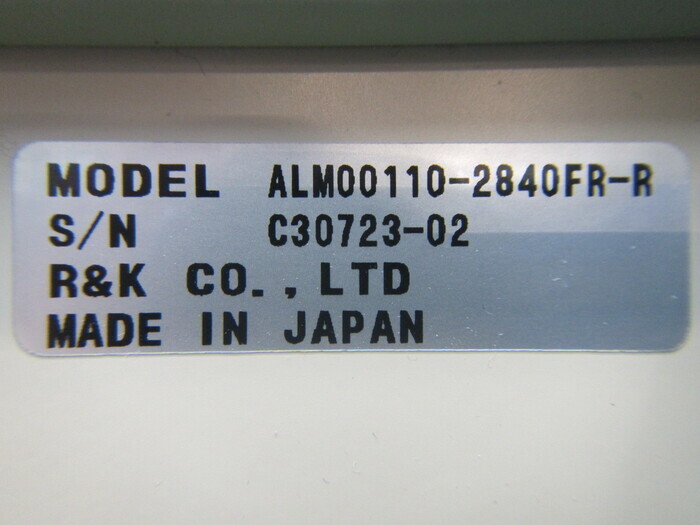 MODEL ALM00110-2840FR-R
S/N C30723-02
R&K CO., LTD
MADE IN JAPAN